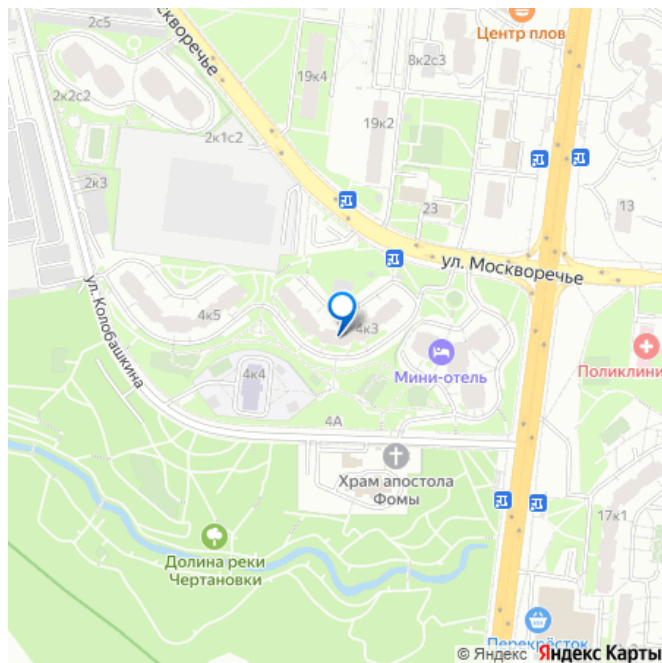 2с5
Москворечье
Центр плов
8к2с3
19к4
2к2с2
19к2
2к1с2
2к3
23
13
ул. Москворечье
ул. Колобашкина
4к5
4к3
Мини-отель
Поликлини
4к4
4А
Храм апостола
Фомы
17к1
Долина реки
Чертановки
Перекрёсток
© Яндекс Яндекс Карты